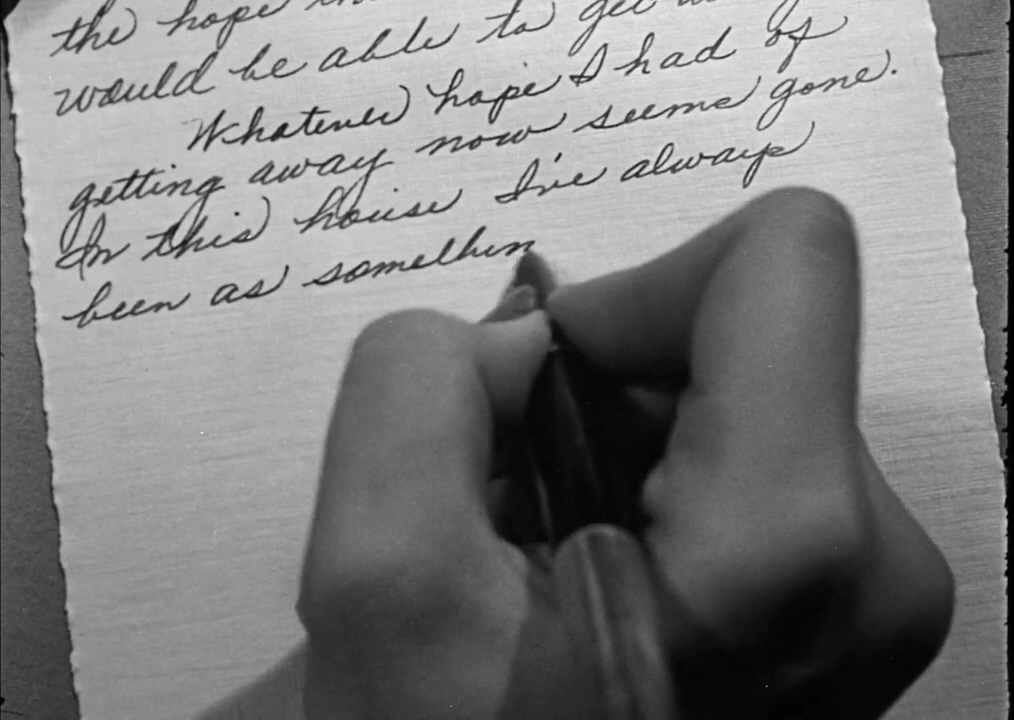 the hope
would be able to get
Whatever hope I had of
getting away now seems gone.
In this house I've always
been as somethin